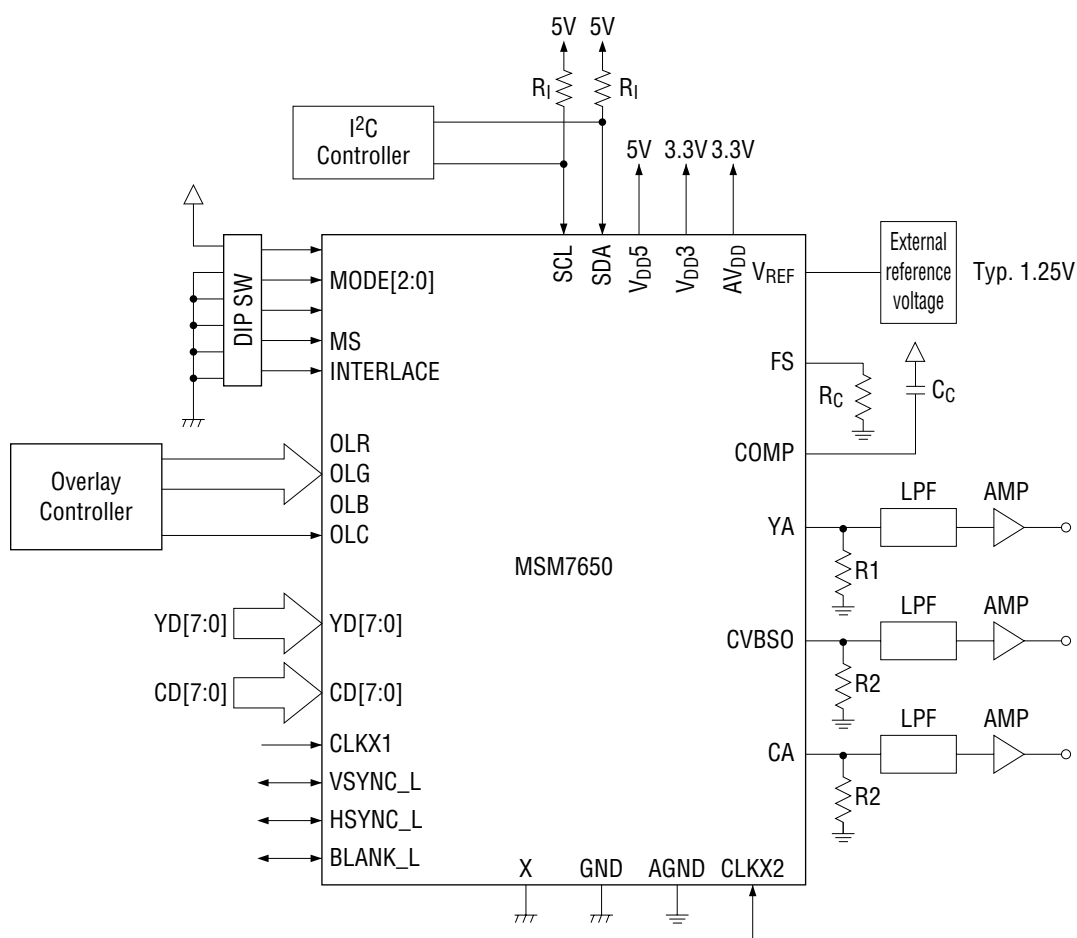 5V 5V
R_I R_I
I²C
Controller
5V 3.3V 3.3V
DIP SW
SCL SDA V_DD5 V_DD3 AV_DD
V_REF
External
reference
voltage
Typ. 1.25V
MODE[2:0]
MS
INTERLACE
FS
R_C
C_C
COMP
Overlay
Controller
OLR
OLG
OLB
OLC
MSM7650
YA
LPF AMP
R1
YD[7:0] YD[7:0]
CVBSO
LPF AMP
R2
CD[7:0] CD[7:0]
CA
LPF AMP
R2
CLKX1
VSYNC_L
HSYNC_L
BLANK_L
X GND AGND CLKX2